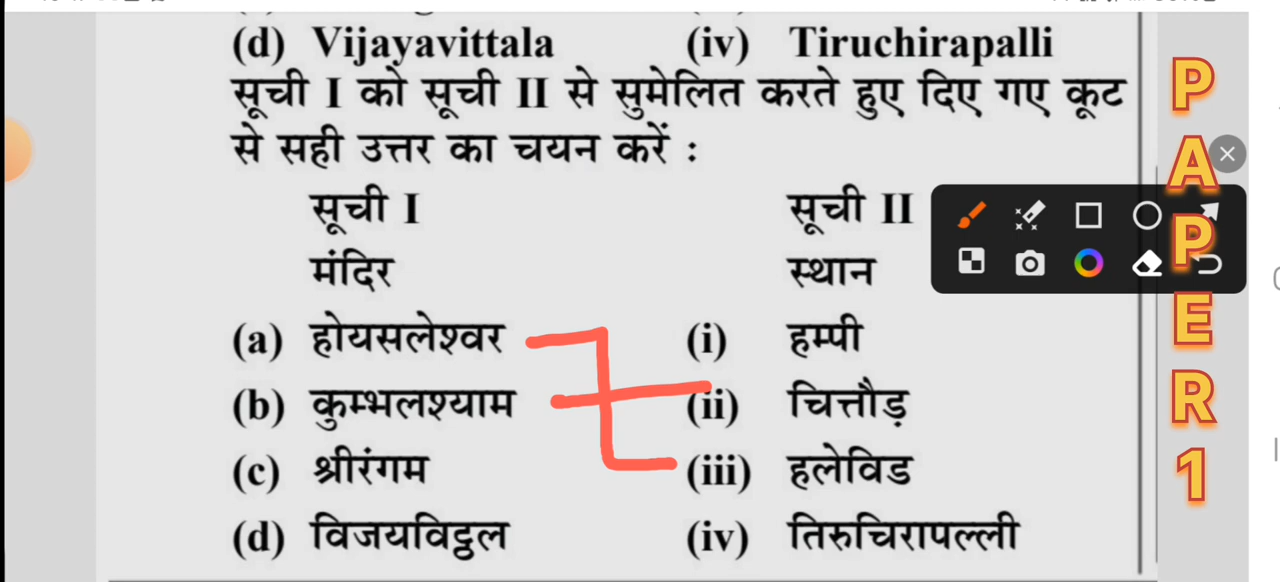 (d) Vijayavittala (iv) Tiruchirapalli
सूची I को सूची II से सुमेलित करते हुए दिए गए कूट
से सही उत्तर का चयन करें :
सूची I सूची II
मंदिर स्थान
(a) होयसलेश्वर (i) हम्पी
(b) कुम्भलश्याम (ii) चित्तौड़
(c) श्रीरंगम (iii) हलेविड
(d) विजयविट्ठल (iv) तिरुचिरापल्ली
PAPER 1